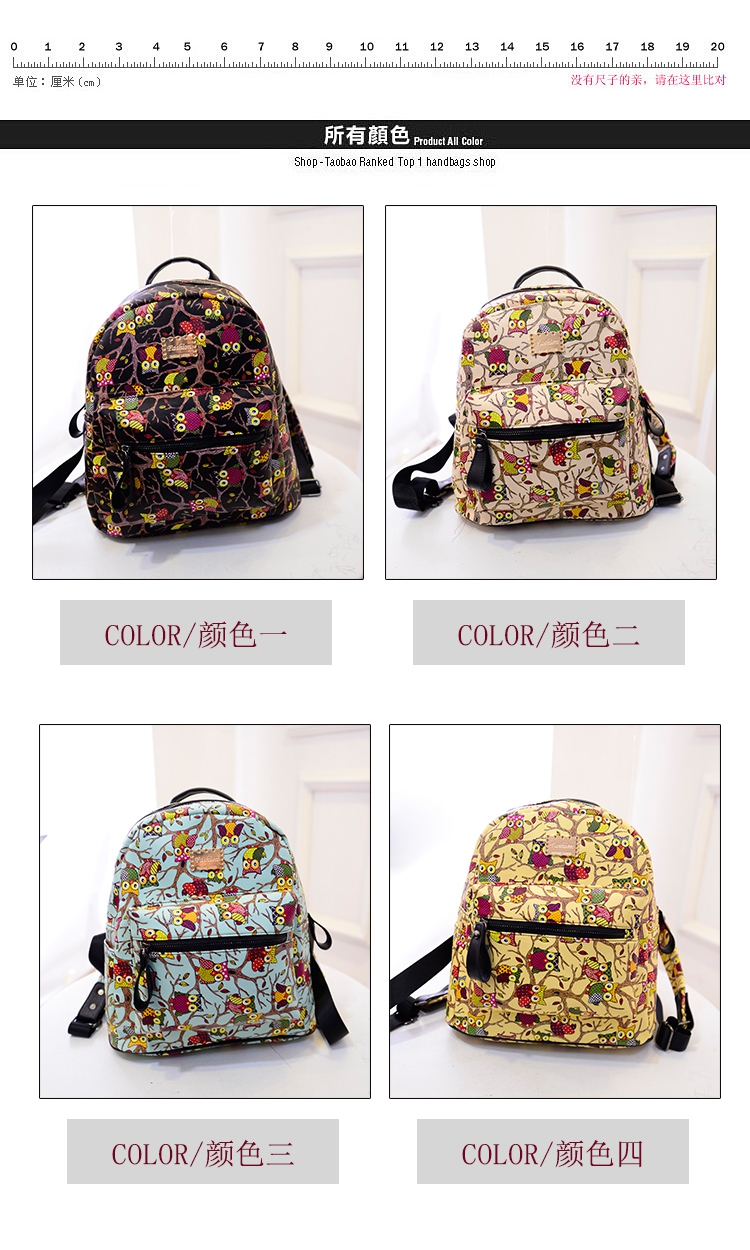 0 1 2 3 4 5 6 7 8 9 10 11 12 13 14 15 16 17 18 19 20
单位：厘米(cm)
没有尺子的亲，请在这里比对
所有顏色 Product All Color
Shop-Taobao Ranked Top 1 handbags shop
COLOR/颜色一
COLOR/颜色二
COLOR/颜色三
COLOR/颜色四